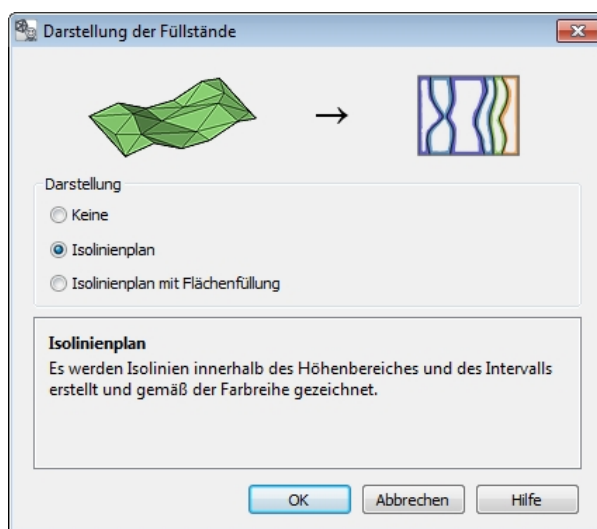 Darstellung der Füllstände
Darstellung
Keine
Isolinienplan
Isolinienplan mit Flächenfüllung
Isolinienplan
Es werden Isolinien innerhalb des Höhenbereiches und des Intervalls
erstellt und gemäß der Farbreihe gezeichnet.
OK Abbrechen Hilfe